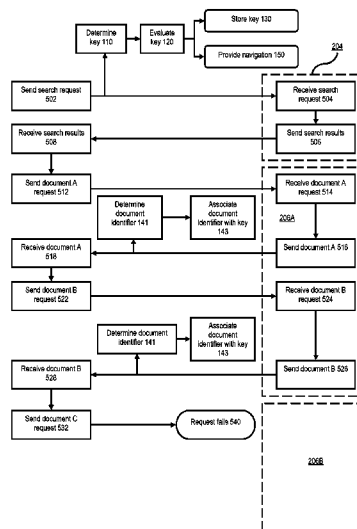 Determine
key 110
Evaluate
key 120
Store key 130
Provide navigation 150
204
Send search request
502
Receive search
request 504
Receive search results
508
Send search results
506
Send document A
request 512
Receive document A
request 514
Determine
document
identifier 141
Associate
document
identifier with key
143
206A
Receive document A
518
Send document A 516
Send document B
request 522
Receive document B
request 524
Determine document
identifier 141
Associate
document
identifier with key
143
Receive document B
528
Send document B 526
Send document C
request 532
Request fails 540
206B